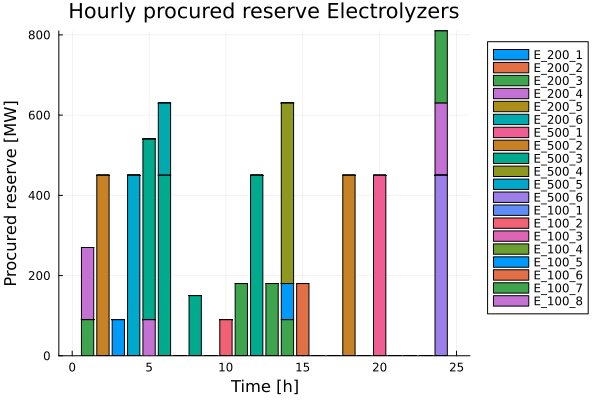 Hourly procured reserve Electrolyzers
Procured reserve [MW]
800
600
400
200
0
0 5 10 15 20 25
Time [h]
E_200_1
E_200_2
E_200_3
E_200_4
E_200_5
E_200_6
E_500_1
E_500_2
E_500_3
E_500_4
E_500_5
E_500_6
E_100_1
E_100_2
E_100_3
E_100_4
E_100_5
E_100_6
E_100_7
E_100_8